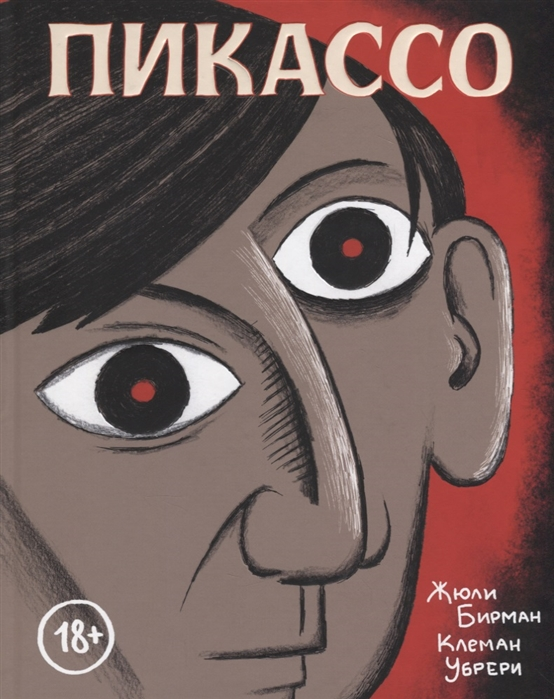 ПИКАССО
Жюли
Бирман
Клеман
Убрери
18+